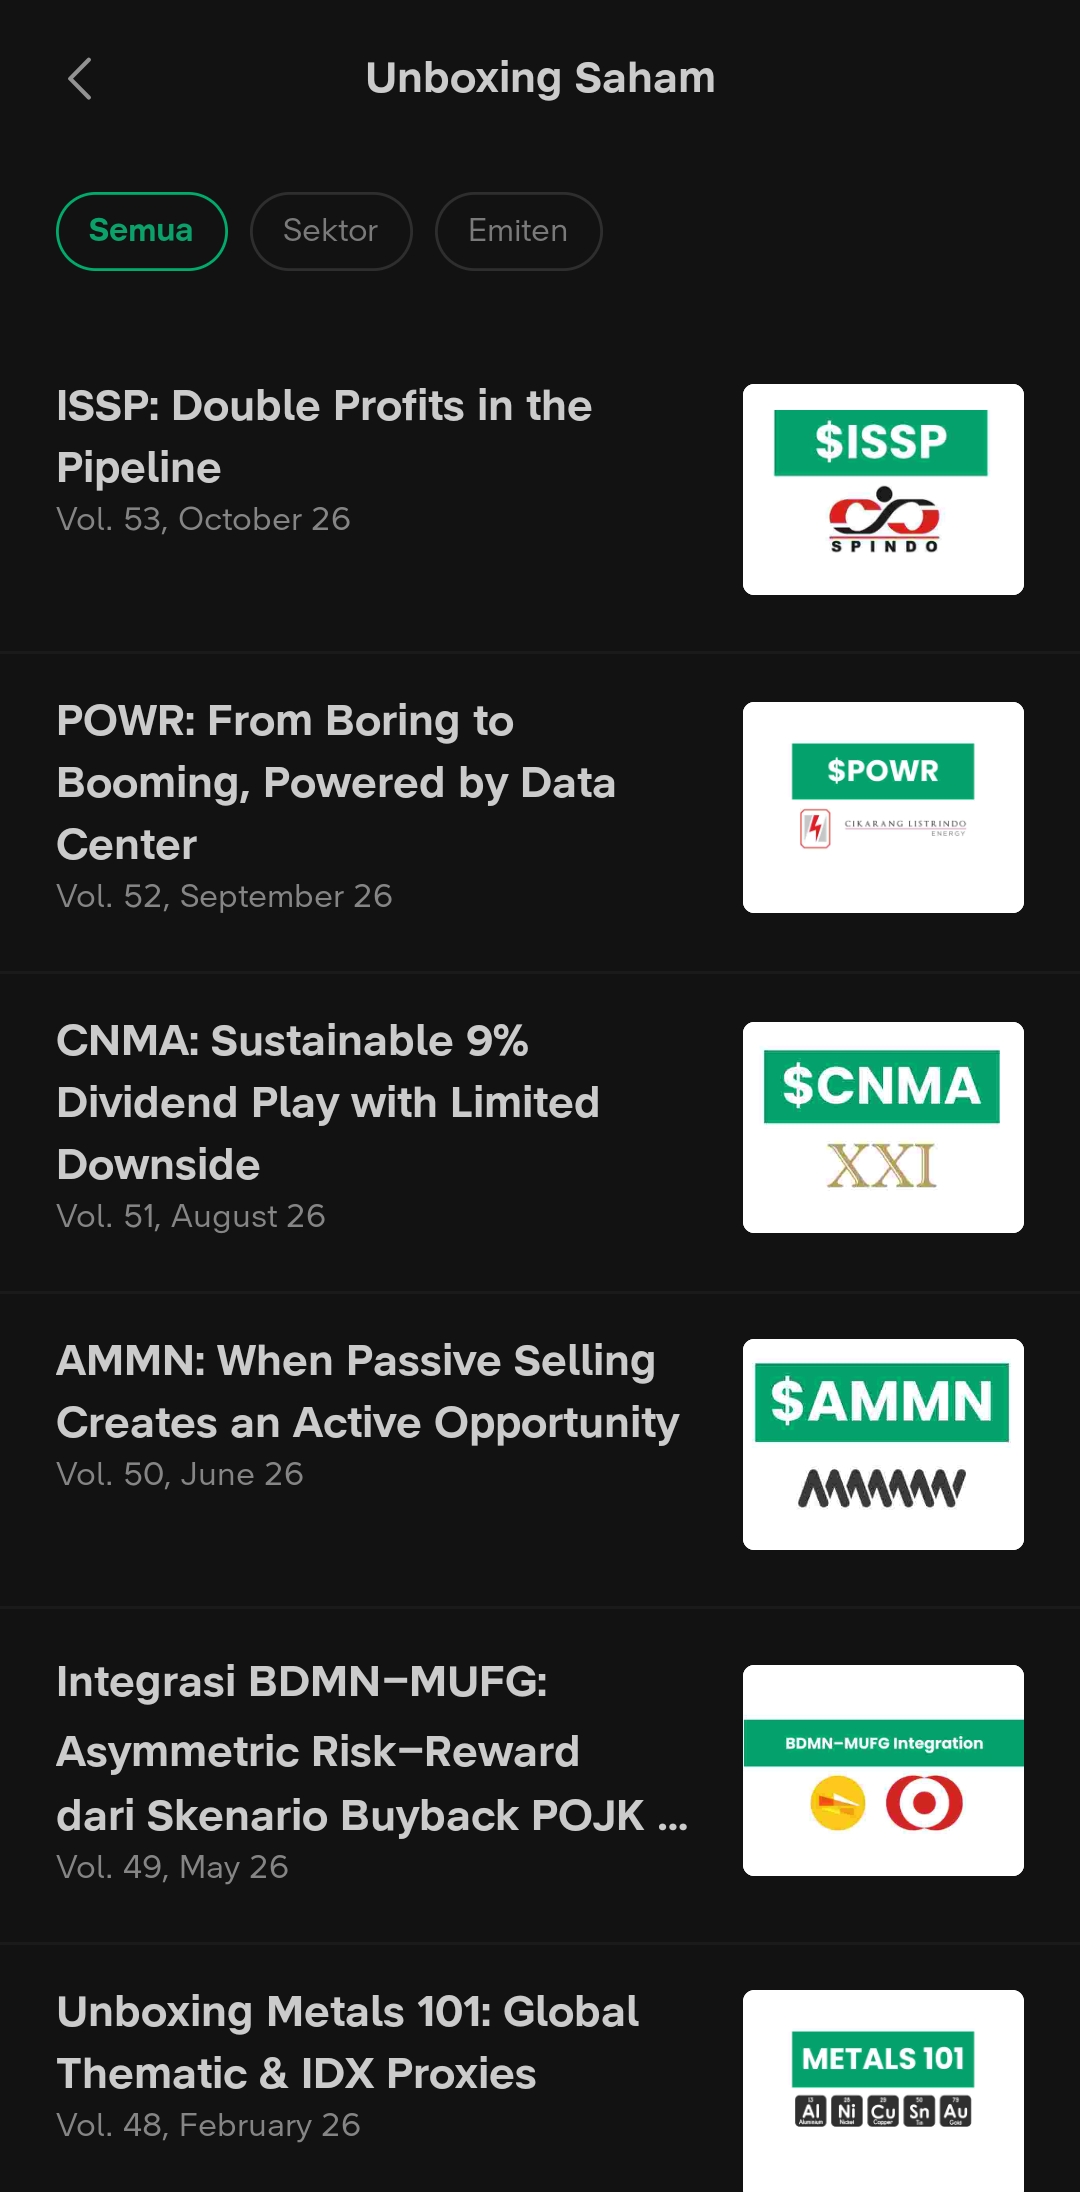 Unboxing Saham
Semua
Sektor
Emiten
ISSP: Double Profits in the
Pipeline
Vol. 53, October 26
$ISSP
SPINDO
POWR: From Boring to
Booming, Powered by Data
Center
Vol. 52, September 26
$POWR
CIKARANG LISTRINDO
ENERGY
CNMA: Sustainable 9%
Dividend Play with Limited
Downside
Vol. 51, August 26
$CNMA
XXI
AMMN: When Passive Selling
Creates an Active Opportunity
Vol. 50, June 26
$AMMN
Integrasi BDMN–MUFG:
Asymmetric Risk–Reward
dari Skenario Buyback POJK ...
Vol. 49, May 26
BDMN–MUFG Integration
Unboxing Metals 101: Global
Thematic & IDX Proxies
Vol. 48, February 26
METALS 101
Al Ni Cu Sn Au
Aluminium Nickel Copper Tin Gold